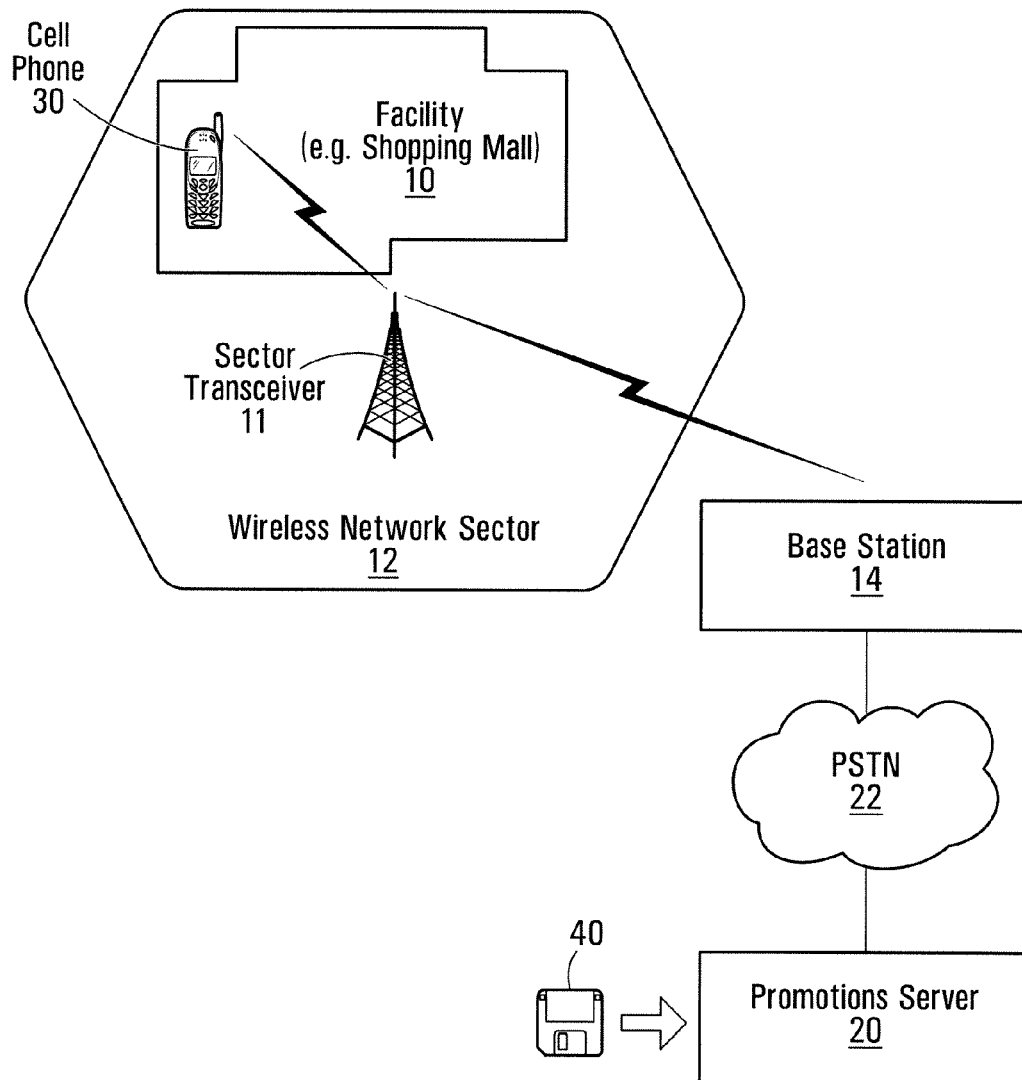 Cell
Phone
30
Facility
(e.g. Shopping Mall)
10
Sector
Transceiver
11
Wireless Network Sector
12
Base Station
14
PSTN
22
40
Promotions Server
20